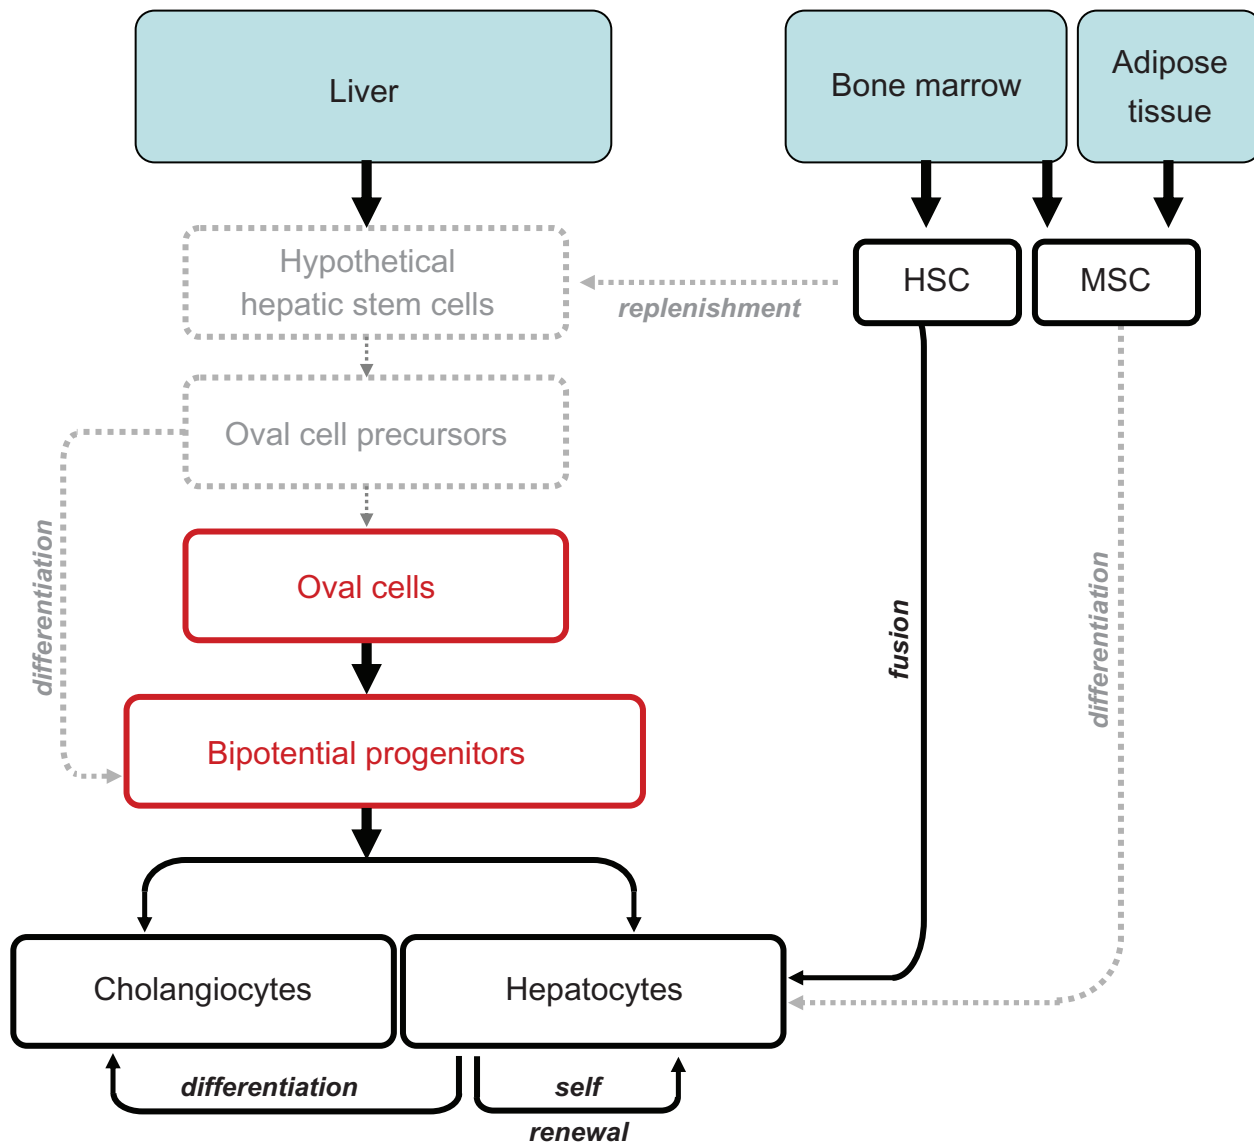 Liver
Bone marrow
Adipose
tissue
Hypothetical
hepatic stem cells
replenishment
HSC
MSC
Oval cell precursors
differentiation
Oval cells
fusion
differentiation
Bipotential progenitors
Cholangiocytes
Hepatocytes
differentiation
self
renewal